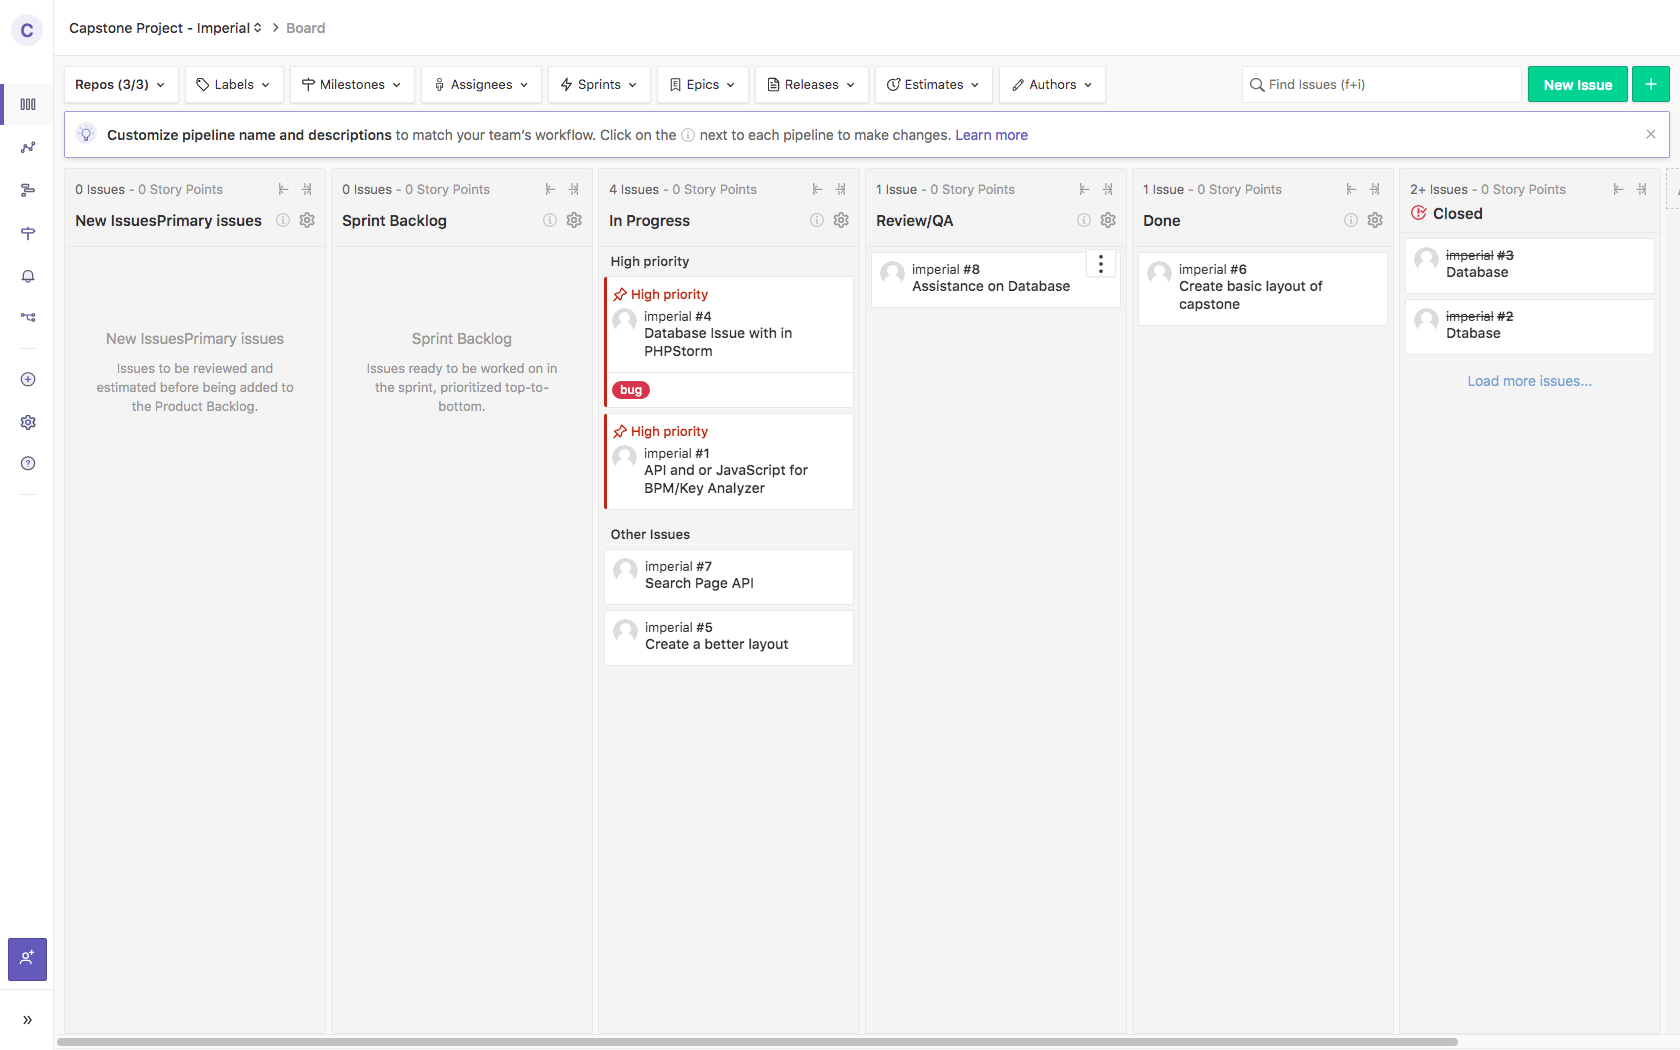 C
Capstone Project - Imperial
Board
Repos (3/3)
Labels
Milestones
Assignees
Sprints
Epics
Releases
Estimates
Authors
Find Issues (f+i)
New Issue
+
Customize pipeline name and descriptions to match your team's workflow. Click on the ⓘ next to each pipeline to make changes. Learn more
0 Issues - 0 Story Points
New IssuesPrimary issues
New IssuesPrimary issues
Issues to be reviewed and
estimated before being added to
the Product Backlog.
0 Issues - 0 Story Points
Sprint Backlog
Sprint Backlog
Issues ready to be worked on in
the sprint, prioritized top-to-
bottom.
4 Issues - 0 Story Points
In Progress
High priority
High priority
imperial #4
Database Issue with in
PHPStorm
bug
High priority
imperial #1
API and or JavaScript for
BPM/Key Analyzer
Other Issues
imperial #7
Search Page API
imperial #5
Create a better layout
1 Issue - 0 Story Points
Review/QA
imperial #8
Assistance on Database
1 Issue - 0 Story Points
Done
imperial #6
Create basic layout of
capstone
2+ Issues - 0 Story Points
Closed
imperial #3
Database
imperial #2
Dtabase
Load more issues...